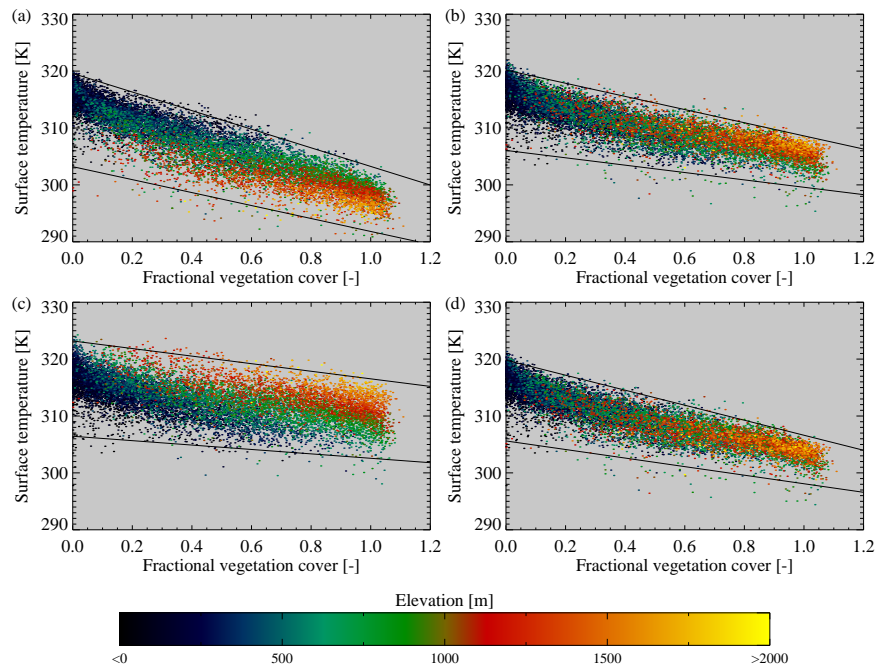 (a)
(b)
330
320
310
300
290
Surface temperature [K]
0.0 0.2 0.4 0.6 0.8 1.0 1.2
Fractional vegetation cover [-]
330
320
310
300
290
Surface temperature [K]
0.0 0.2 0.4 0.6 0.8 1.0 1.2
Fractional vegetation cover [-]
(c)
(d)
330
320
310
300
290
Surface temperature [K]
0.0 0.2 0.4 0.6 0.8 1.0 1.2
Fractional vegetation cover [-]
330
320
310
300
290
Surface temperature [K]
0.0 0.2 0.4 0.6 0.8 1.0 1.2
Fractional vegetation cover [-]
Elevation [m]
<0 500 1000 1500 >2000